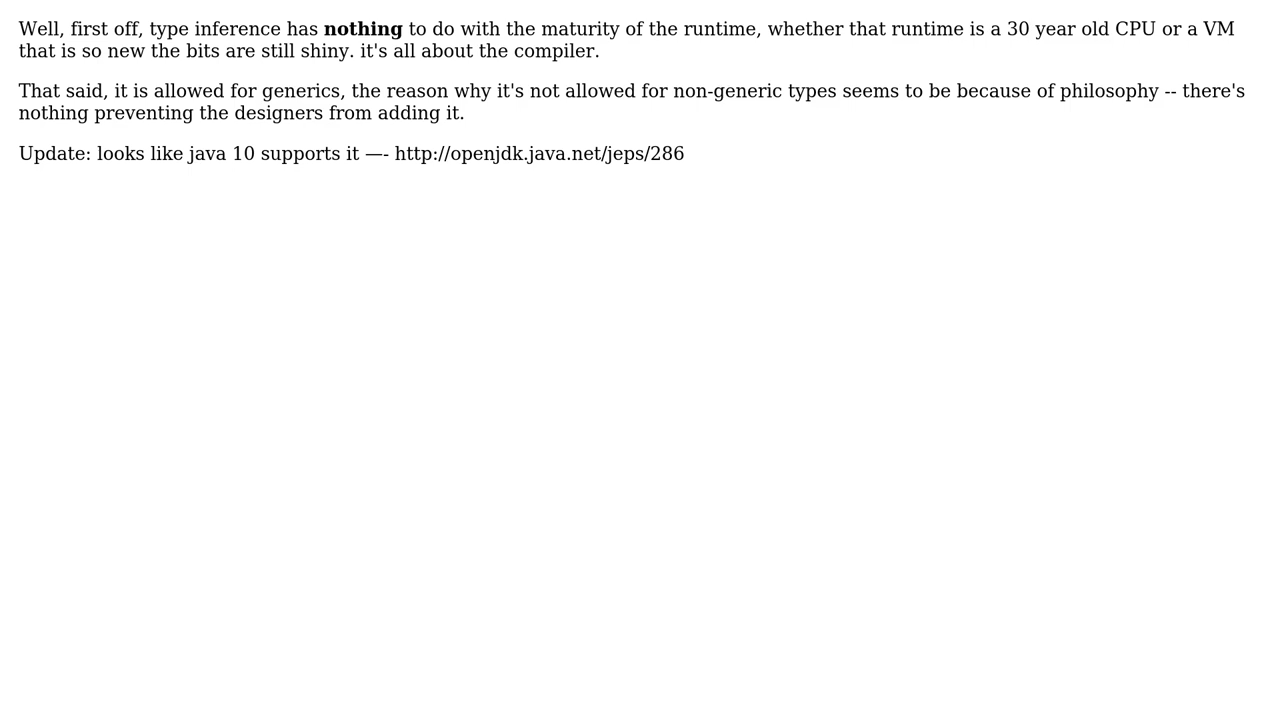 Well, first off, type inference has nothing to do with the maturity of the runtime, whether that runtime is a 30 year old CPU or a VM
that is so new the bits are still shiny. it's all about the compiler.
That said, it is allowed for generics, the reason why it's not allowed for non-generic types seems to be because of philosophy -- there's
nothing preventing the designers from adding it.
Update: looks like java 10 supports it —- http://openjdk.java.net/jeps/286